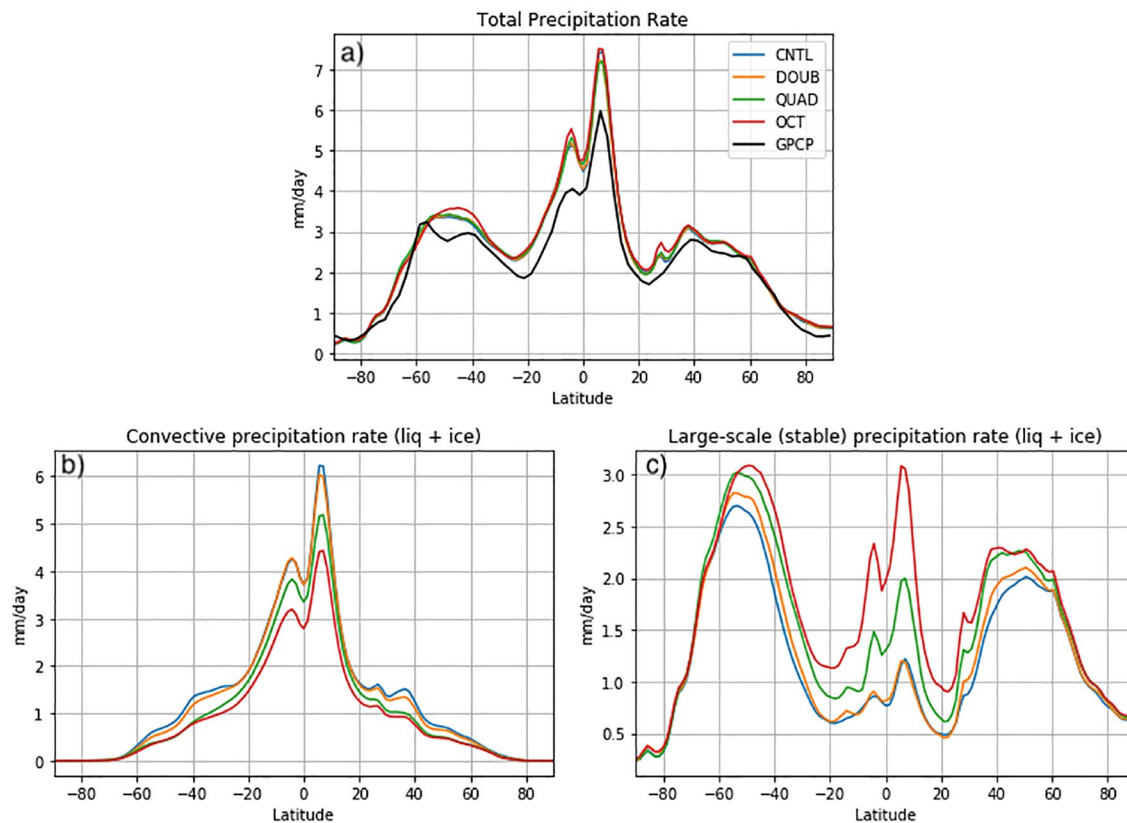 Total Precipitation Rate
a)
CNTL
DOUB
QUAD
OCT
GPCP
7
6
5
4
3
2
1
0
mm/day
−80 −60 −40 −20 0 20 40 60 80
Latitude
Convective precipitation rate (liq + ice)
b)
6
5
4
3
2
1
0
mm/day
−80 −60 −40 −20 0 20 40 60 80
Latitude
Large-scale (stable) precipitation rate (liq + ice)
c)
3.0
2.5
2.0
1.5
1.0
0.5
mm/day
−80 −60 −40 −20 0 20 40 60 80
Latitude